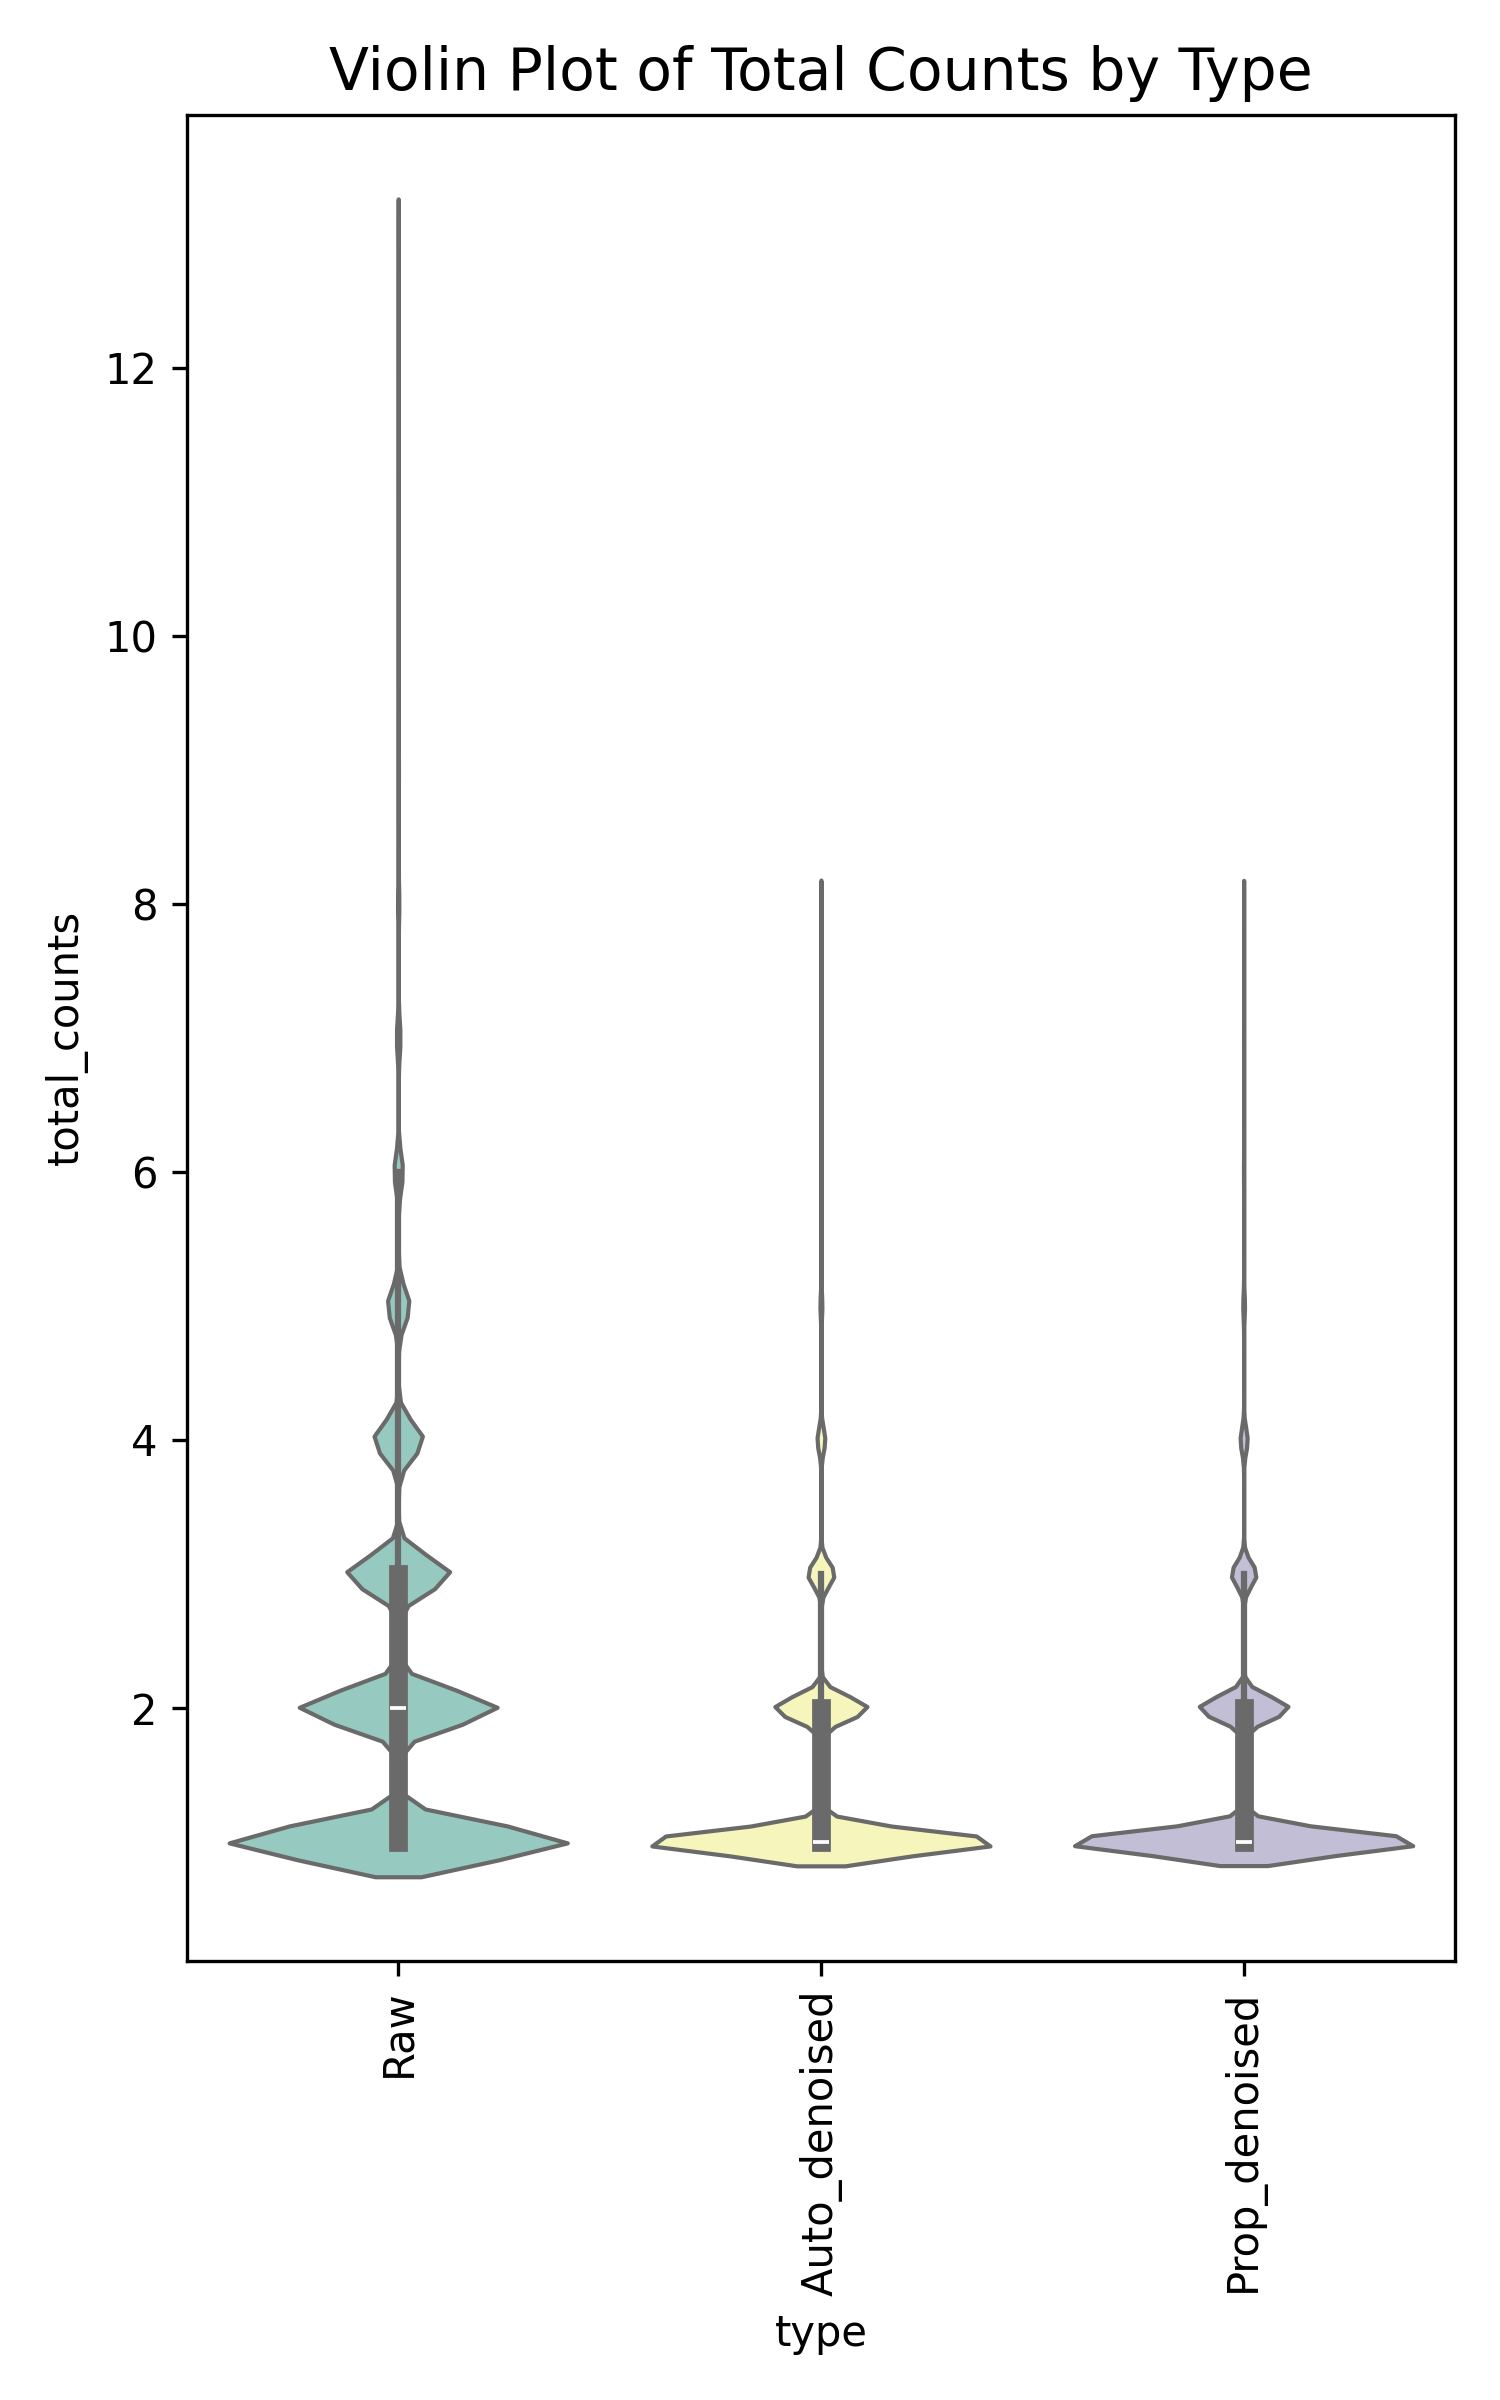 Violin Plot of Total Counts by Type
12
10
8
6
4
2
total_counts
Raw
Auto_denoised
Prop_denoised
type